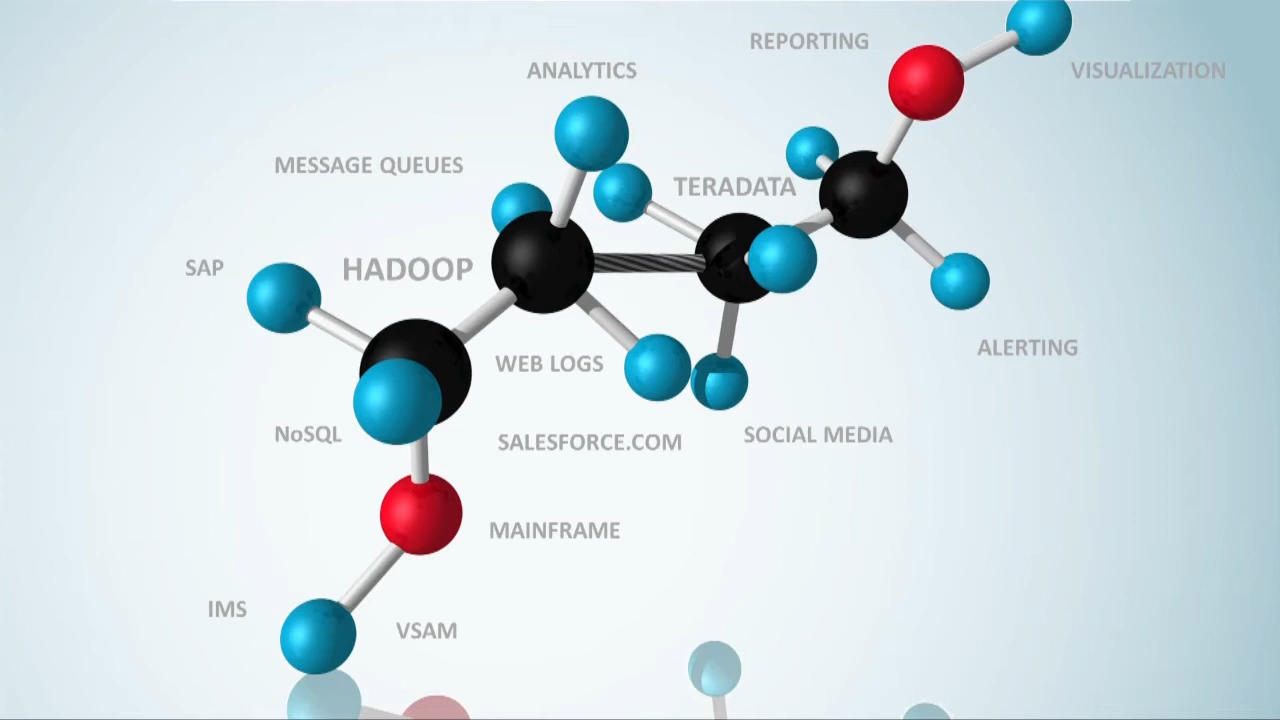 REPORTING
ANALYTICS
VISUALIZATION
MESSAGE QUEUES
TERADATA
SAP
HADOOP
WEB LOGS
ALERTING
NoSQL
SALESFORCE.COM
SOCIAL MEDIA
MAINFRAME
IMS
VSAM